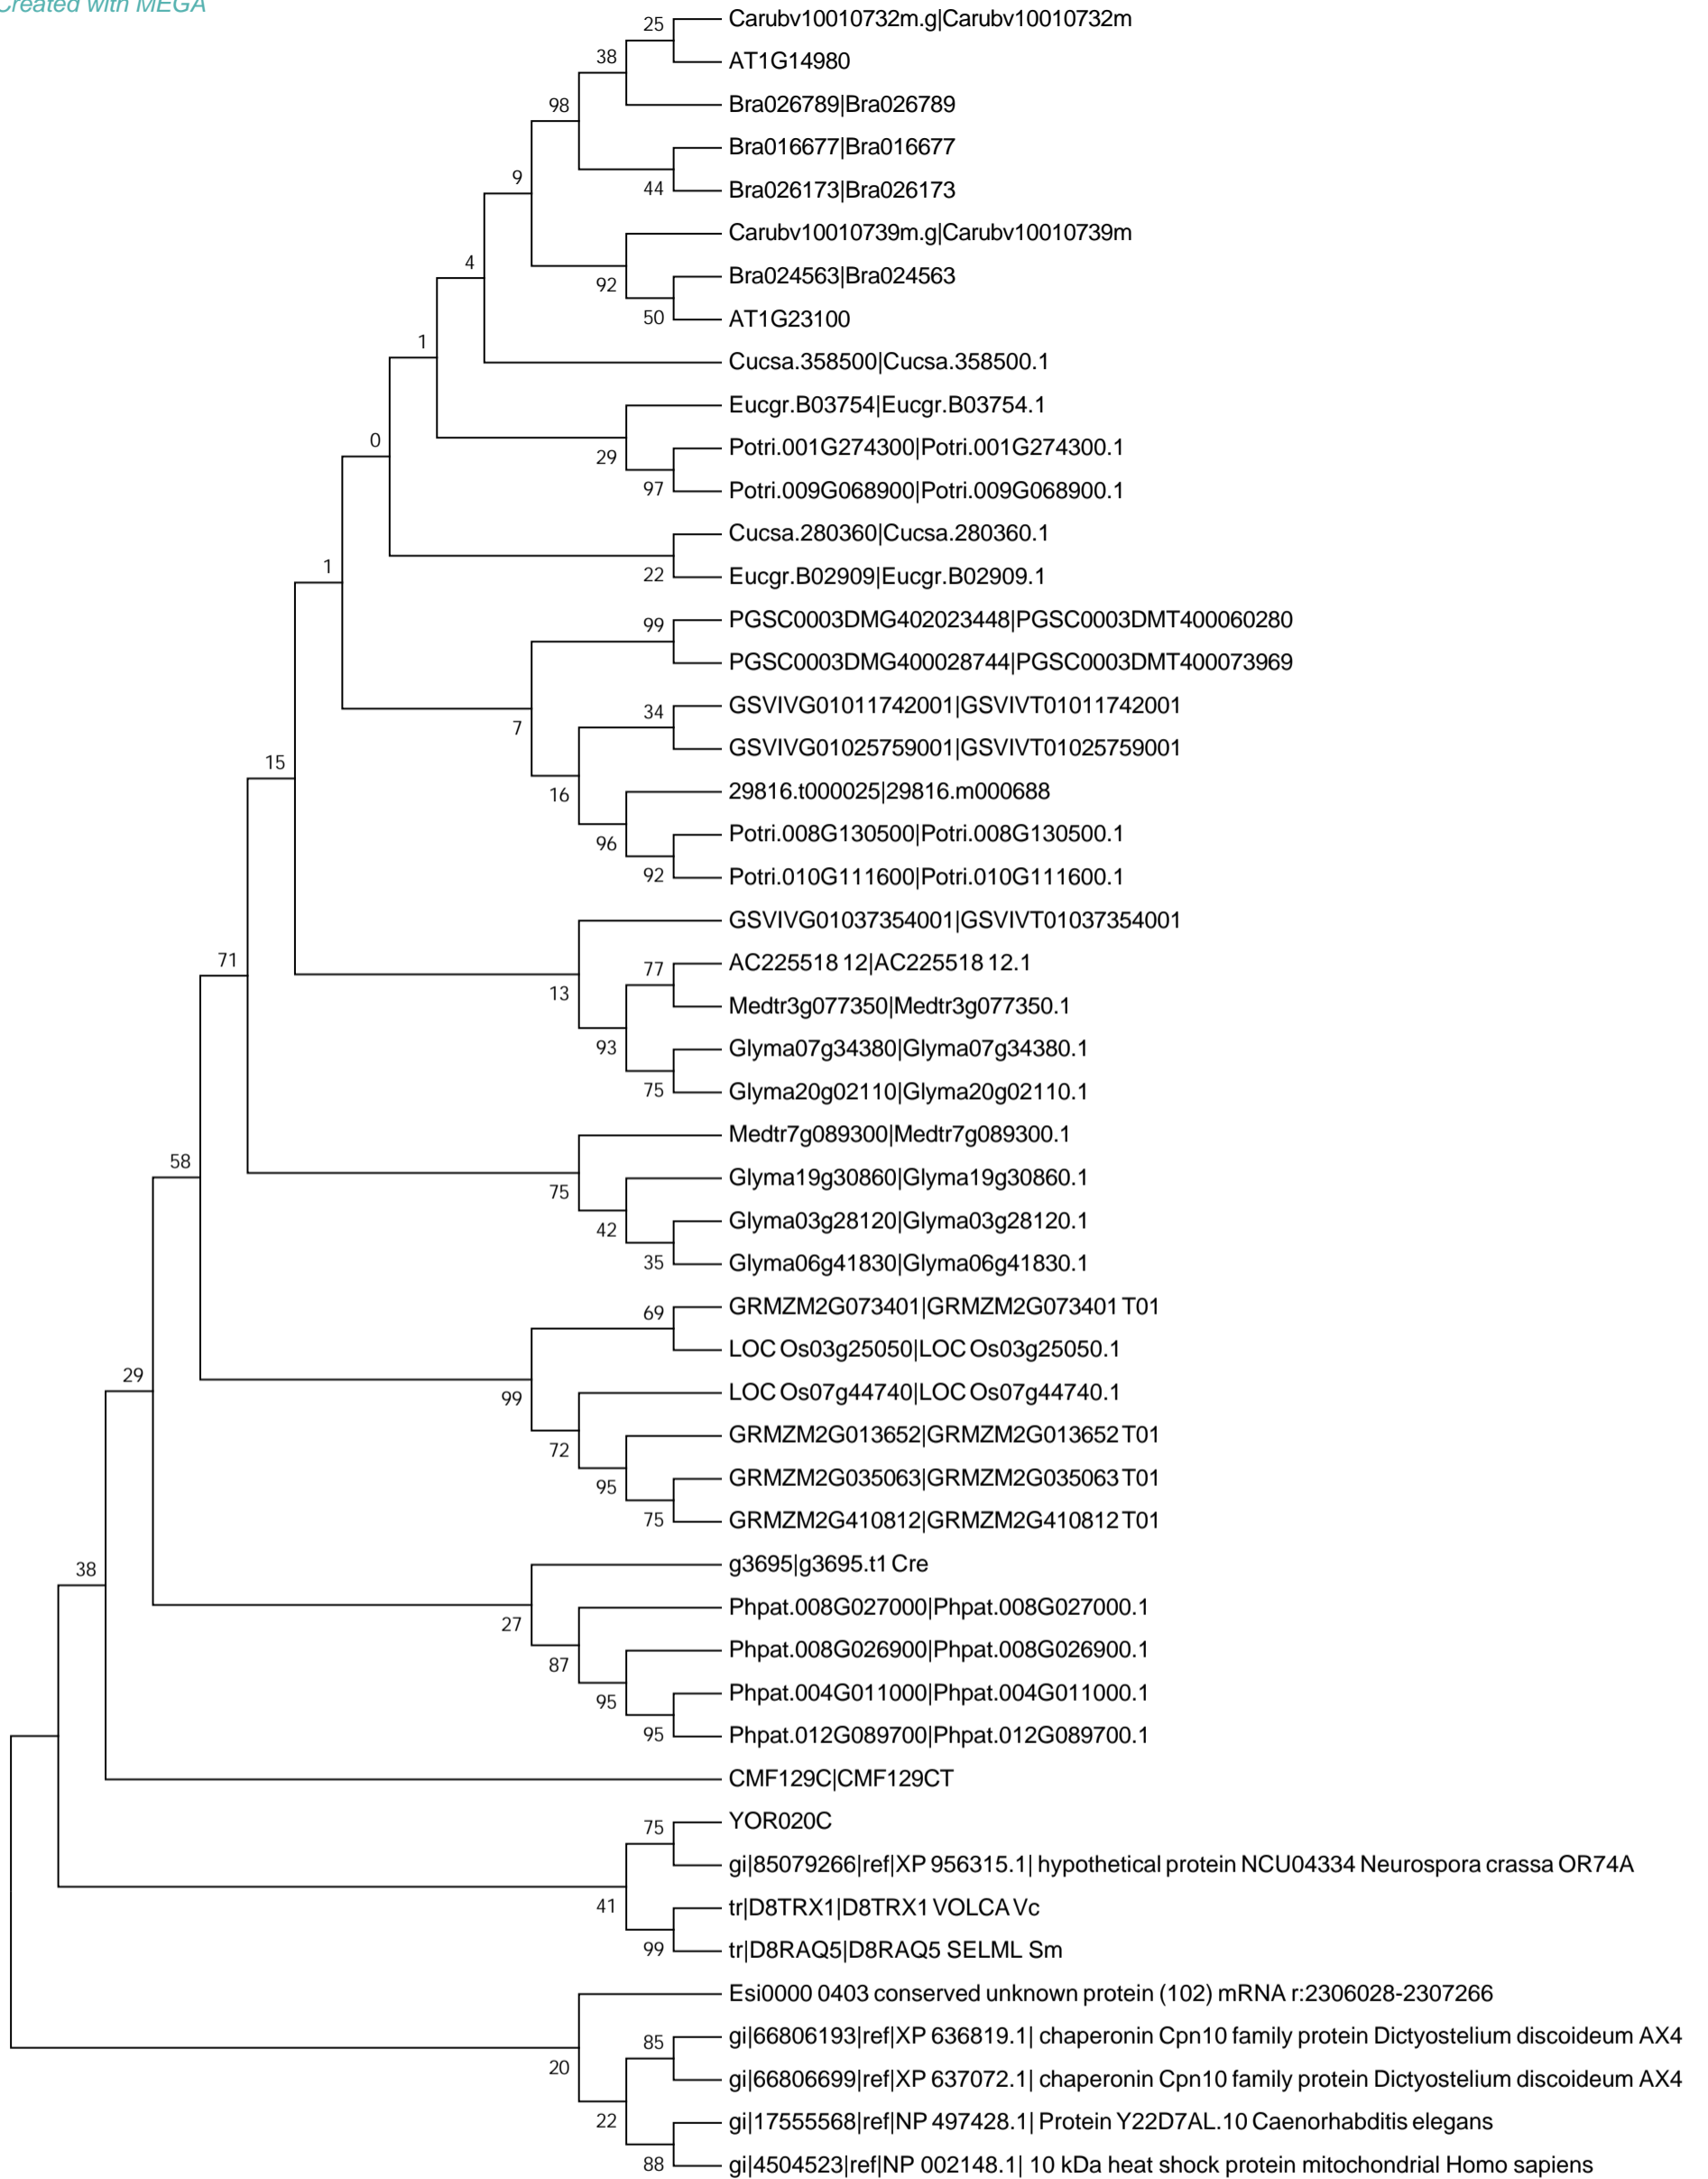 Created with MEGA
25
Carubv10010732m.g|Carubv10010732m
38
AT1G14980
98
Bra026789|Bra026789
Bra016677|Bra016677
9
44
Bra026173|Bra026173
Carubv10010739m.g|Carubv10010739m
4
92
Bra024563|Bra024563
50
AT1G23100
1
Cucsa.358500|Cucsa.358500.1
Eucgr.B03754|Eucgr.B03754.1
0
29
Potri.001G274300|Potri.001G274300.1
97
Potri.009G068900|Potri.009G068900.1
Cucsa.280360|Cucsa.280360.1
1
22
Eucgr.B02909|Eucgr.B02909.1
99
PGSC0003DMG402023448|PGSC0003DMT400060280
PGSC0003DMG400028744|PGSC0003DMT400073969
7
34
GSVIVG01011742001|GSVIVT01011742001
GSVIVG01025759001|GSVIVT01025759001
15
16
29816.t000025|29816.m000688
96
Potri.008G130500|Potri.008G130500.1
92
Potri.010G111600|Potri.010G111600.1
GSVIVG01037354001|GSVIVT01037354001
71
13
77
AC225518 12|AC225518 12.1
Medtr3g077350|Medtr3g077350.1
93
Glyma07g34380|Glyma07g34380.1
75
Glyma20g02110|Glyma20g02110.1
Medtr7g089300|Medtr7g089300.1
58
75
Glyma19g30860|Glyma19g30860.1
42
Glyma03g28120|Glyma03g28120.1
35
Glyma06g41830|Glyma06g41830.1
69
GRMZM2G073401|GRMZM2G073401 T01
LOC Os03g25050|LOC Os03g25050.1
29
99
LOC Os07g44740|LOC Os07g44740.1
72
GRMZM2G013652|GRMZM2G013652 T01
95
GRMZM2G035063|GRMZM2G035063 T01
75
GRMZM2G410812|GRMZM2G410812 T01
38
g3695|g3695.t1 Cre
27
Phpat.008G027000|Phpat.008G027000.1
87
Phpat.008G026900|Phpat.008G026900.1
95
Phpat.004G011000|Phpat.004G011000.1
95
Phpat.012G089700|Phpat.012G089700.1
CMF129C|CMF129CT
75
YOR020C
gi|85079266|ref|XP 956315.1| hypothetical protein NCU04334 Neurospora crassa OR74A
41
tr|D8TRX1|D8TRX1 VOLCA Vc
99
tr|D8RAQ5|D8RAQ5 SELML Sm
Esi0000 0403 conserved unknown protein (102) mRNA r:2306028-2307266
20
85
gi|66806193|ref|XP 636819.1| chaperonin Cpn10 family protein Dictyostelium discoideum AX4
gi|66806699|ref|XP 637072.1| chaperonin Cpn10 family protein Dictyostelium discoideum AX4
22
gi|17555568|ref|NP 497428.1| Protein Y22D7AL.10 Caenorhabditis elegans
88
gi|4504523|ref|NP 002148.1| 10 kDa heat shock protein mitochondrial Homo sapiens